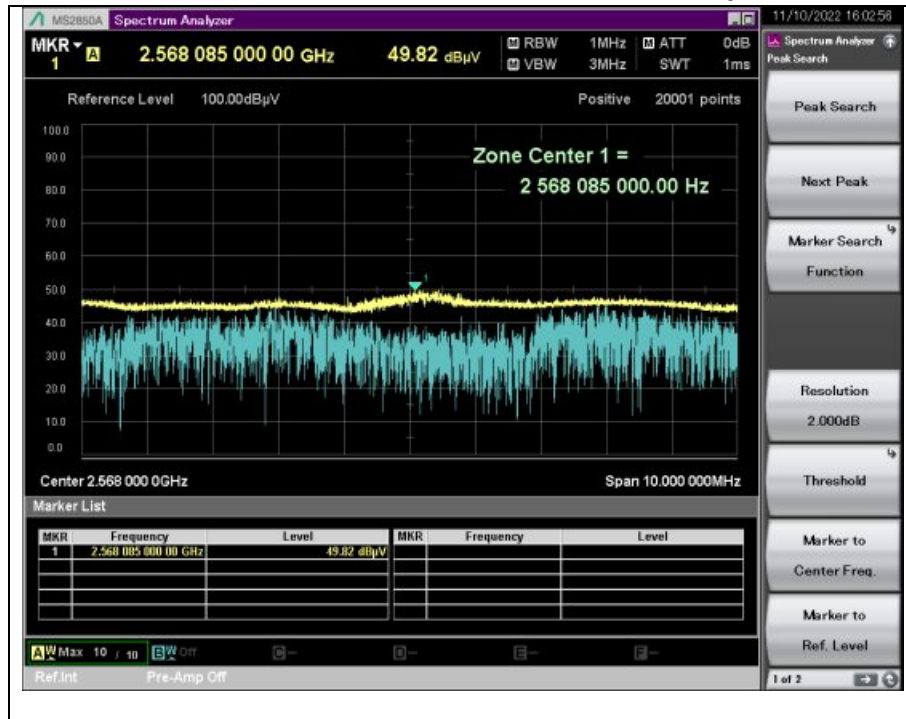 MS2850A Spectrum Analyzer 11/10/2022 16:02:56
MKR 1 A 2.568 085 000 00 GHz 49.82 dBµV
M RBW 1MHz M ATT 0dB
M VBW 3MHz SWT 1ms
Reference Level 100.00dBµV Positive 20001 points
100.0
90.0
80.0
70.0
60.0
50.0
40.0
30.0
20.0
10.0
0.0
Zone Center 1 =
2 568 085 000.00 Hz
1
Center 2.568 000 0GHz Span 10.000 000MHz
Marker List
MKR Frequency Level MKR Frequency Level
1 2.568 085 000 00 GHz 49.82 dBµV
A W Max 10 / 10 B W Off C - D - E - F -
Ref.Int Pre-Amp Off
Spectrum Analyzer
Peak Search
Peak Search
Next Peak
Marker Search
Function
Resolution
2.000dB
Threshold
Marker to
Center Freq.
Marker to
Ref. Level
1 of 2